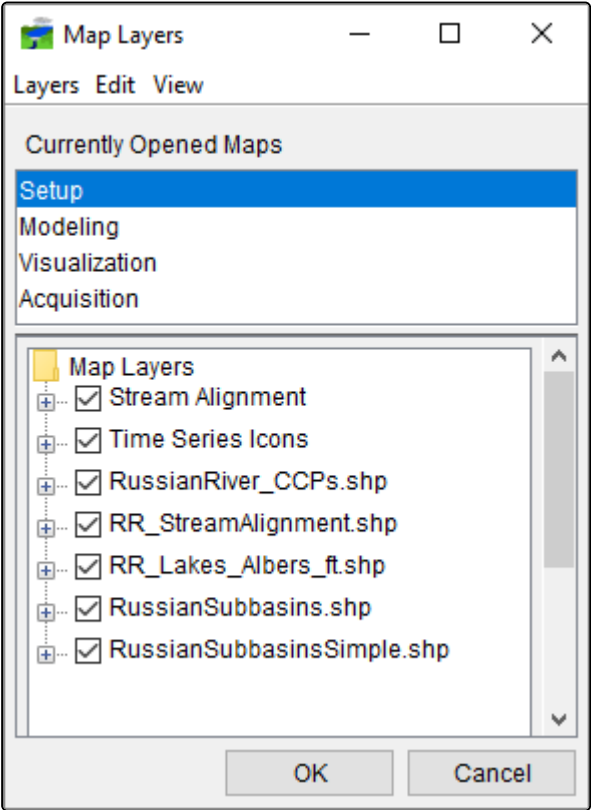 Map Layers
Layers Edit View
Currently Opened Maps
Setup
Modeling
Visualization
Acquisition
Map Layers
Stream Alignment
Time Series Icons
RussianRiver_CCPs.shp
RR_StreamAlignment.shp
RR_Lakes_Albers_ft.shp
RussianSubbasins.shp
RussianSubbasinsSimple.shp
OK Cancel